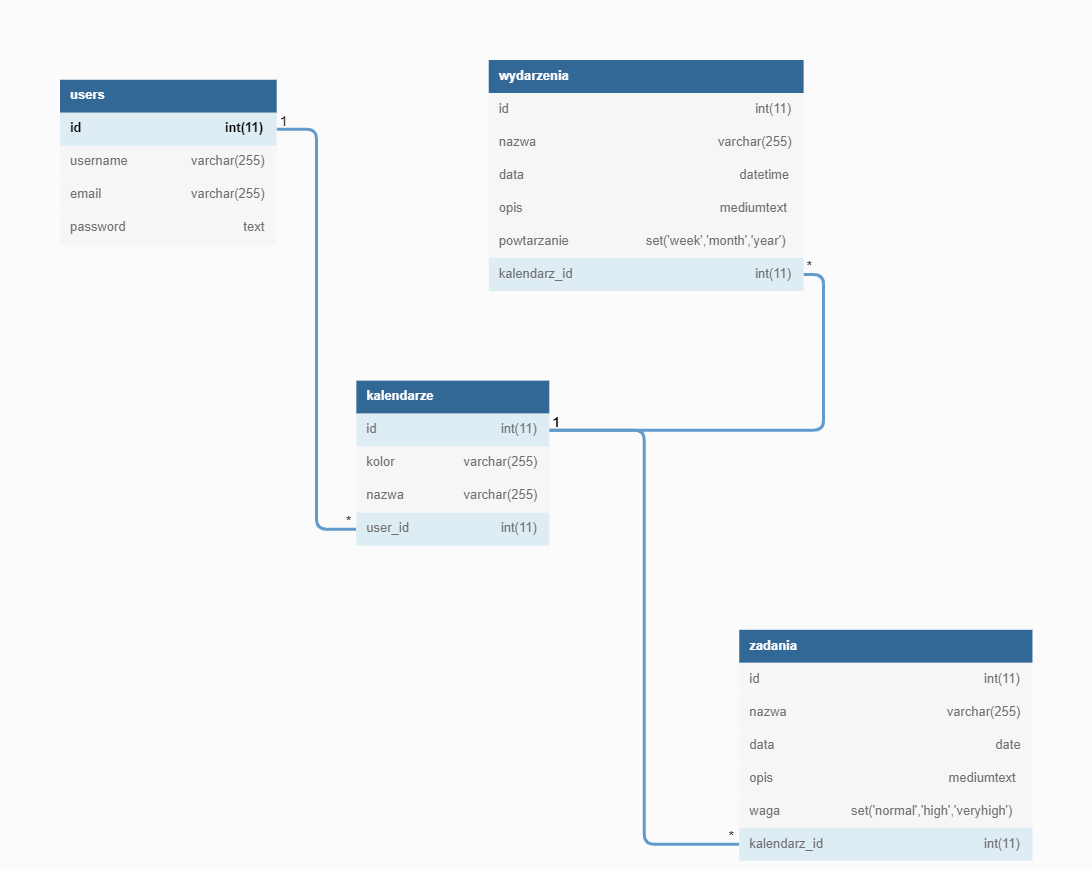 users
id int(11) 1
username varchar(255)
email varchar(255)
password text
wydarzenia
id int(11)
nazwa varchar(255)
data datetime
opis mediumtext
powtarzanie set('week','month','year')
kalendarz_id int(11) *
kalendarze
id int(11) 1
kolor varchar(255)
nazwa varchar(255)
* user_id int(11)
zadania
id int(11)
nazwa varchar(255)
data date
opis mediumtext
waga set('normal','high','veryhigh')
* kalendarz_id int(11)